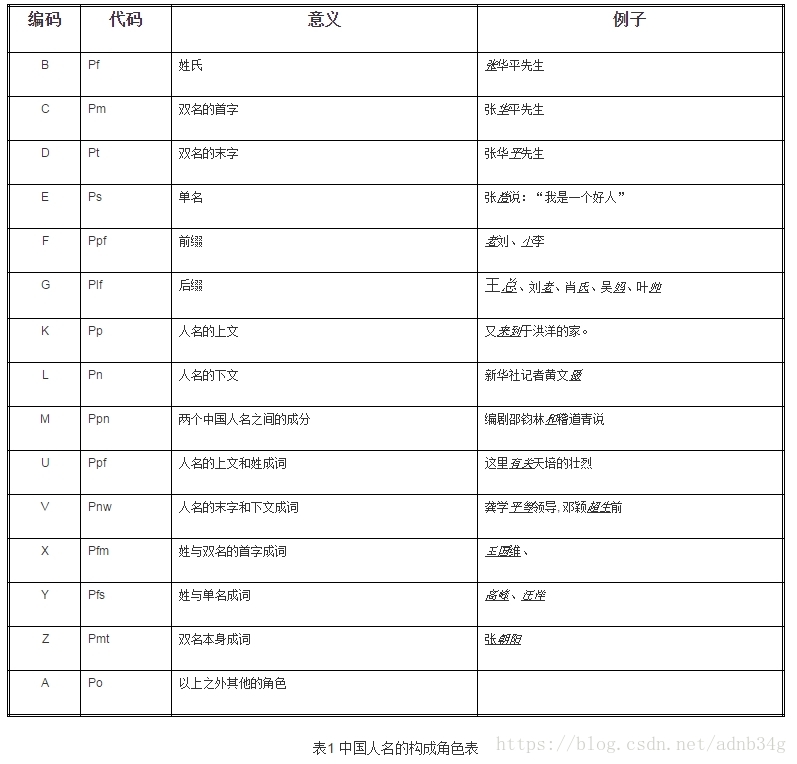 编码 代码 意义 例子
B Pf 姓氏 张华平先生
C Pm 双名的首字 张华平先生
D Pt 双名的末字 张华平先生
E Ps 单名 张浩说：“我是一个好人”
F Ppf 前缀 老刘、小李
G Plf 后缀 王总、刘老、肖氏、吴妈、叶帅
K Pp 人名的上文 又来到于洪洋的家。
L Pn 人名的下文 新华社记者黄文摄
M Ppn 两个中国人名之间的成分 编剧邵钧林和稽道青说
U Ppf 人名的上文和姓成词 这里有关天培的壮烈
V Pnw 人名的末字和下文成词 龚学平等领导, 邓颖超生前
X Pfm 姓与双名的首字成词 王国维、
Y Pfs 姓与单名成词 高峰、汪洋
Z Pmt 双名本身成词 张朝阳
A Po 以上之外其他的角色
表1 中国人名的构成角色表
https://blog.csdn.net/adnb34g